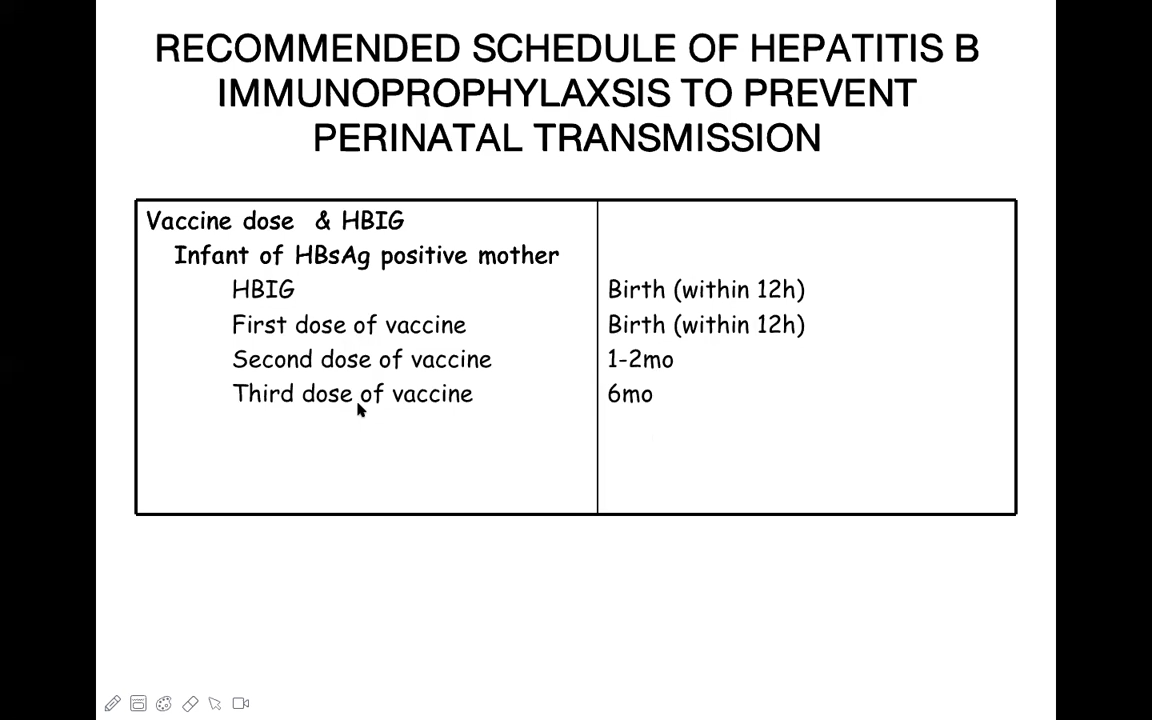 RECOMMENDED SCHEDULE OF HEPATITIS B
IMMUNOPROPHYLAXSIS TO PREVENT
PERINATAL TRANSMISSION
Vaccine dose & HBIG
Infant of HBsAg positive mother
HBIG Birth (within 12h)
First dose of vaccine Birth (within 12h)
Second dose of vaccine 1-2mo
Third dose of vaccine 6mo